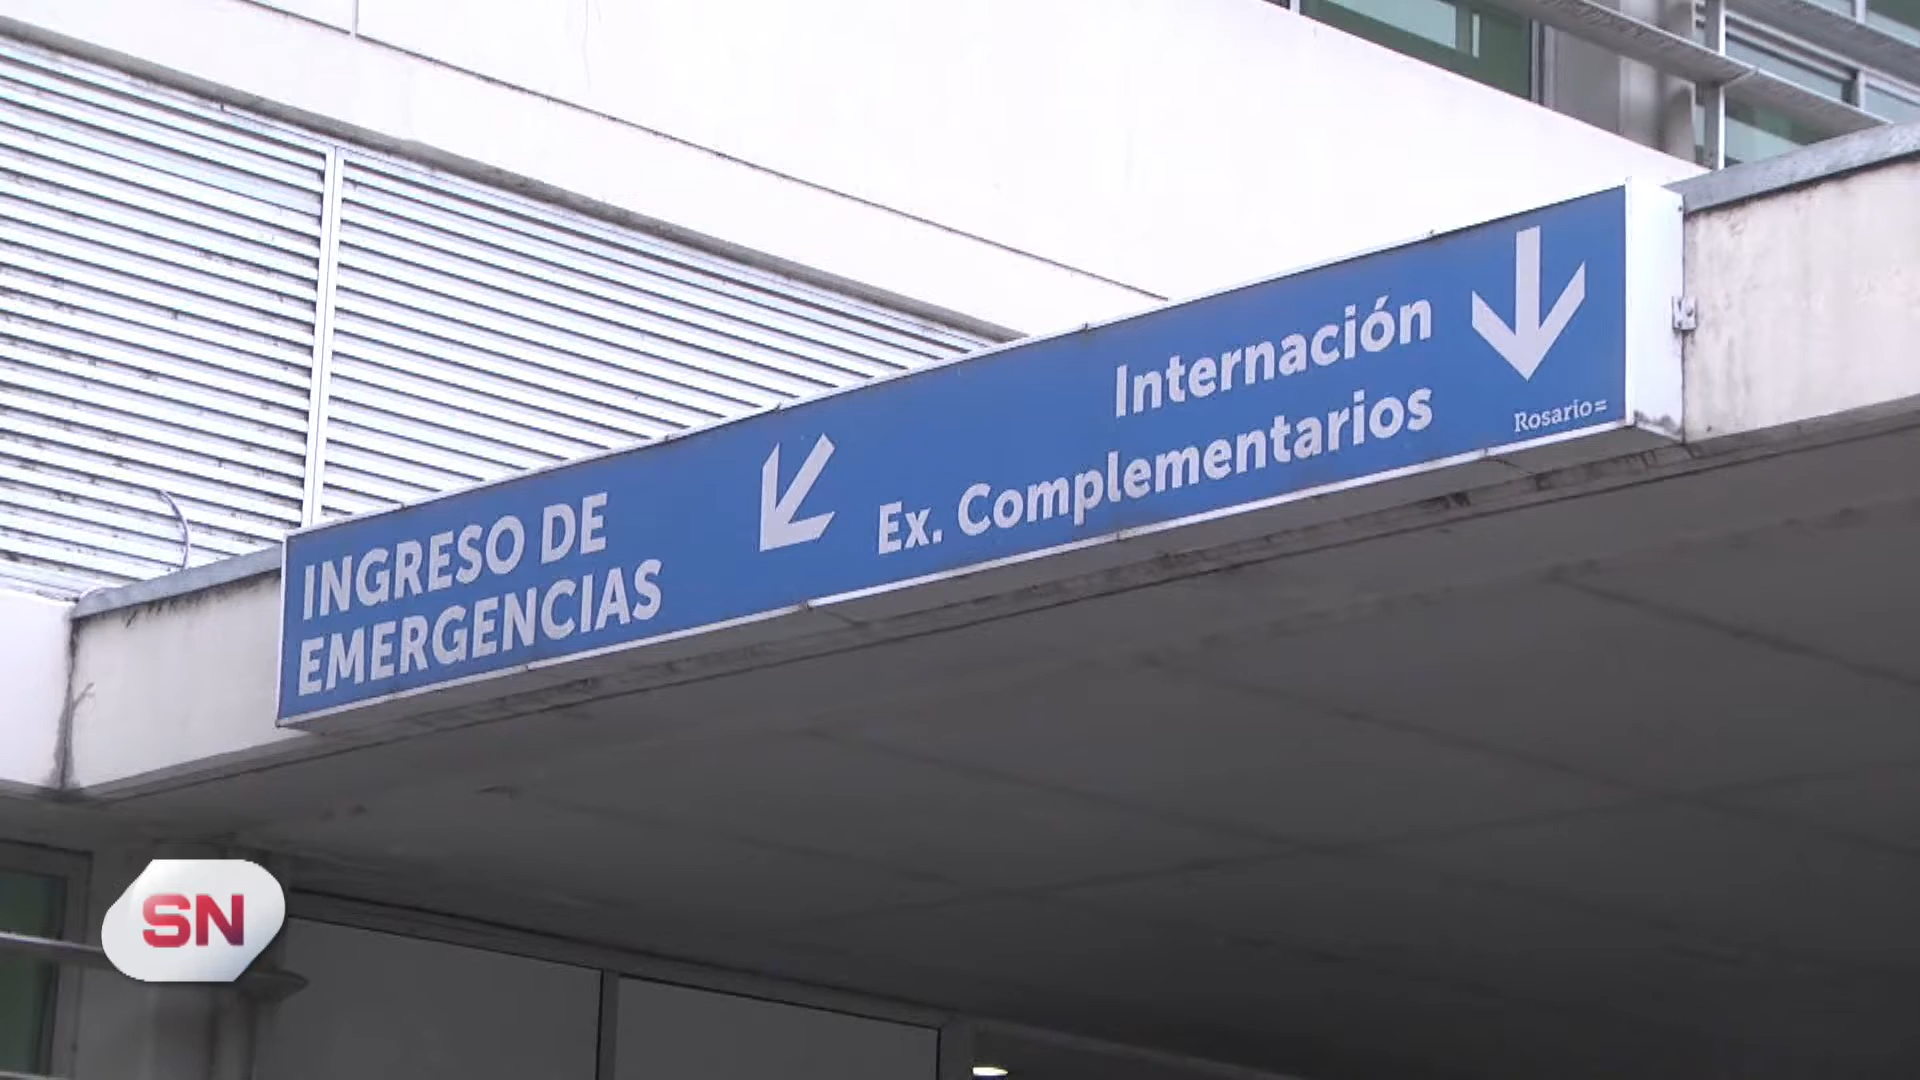 INGRESO DE
EMERGENCIAS
Internación
Ex. Complementarios
Rosario=
SN